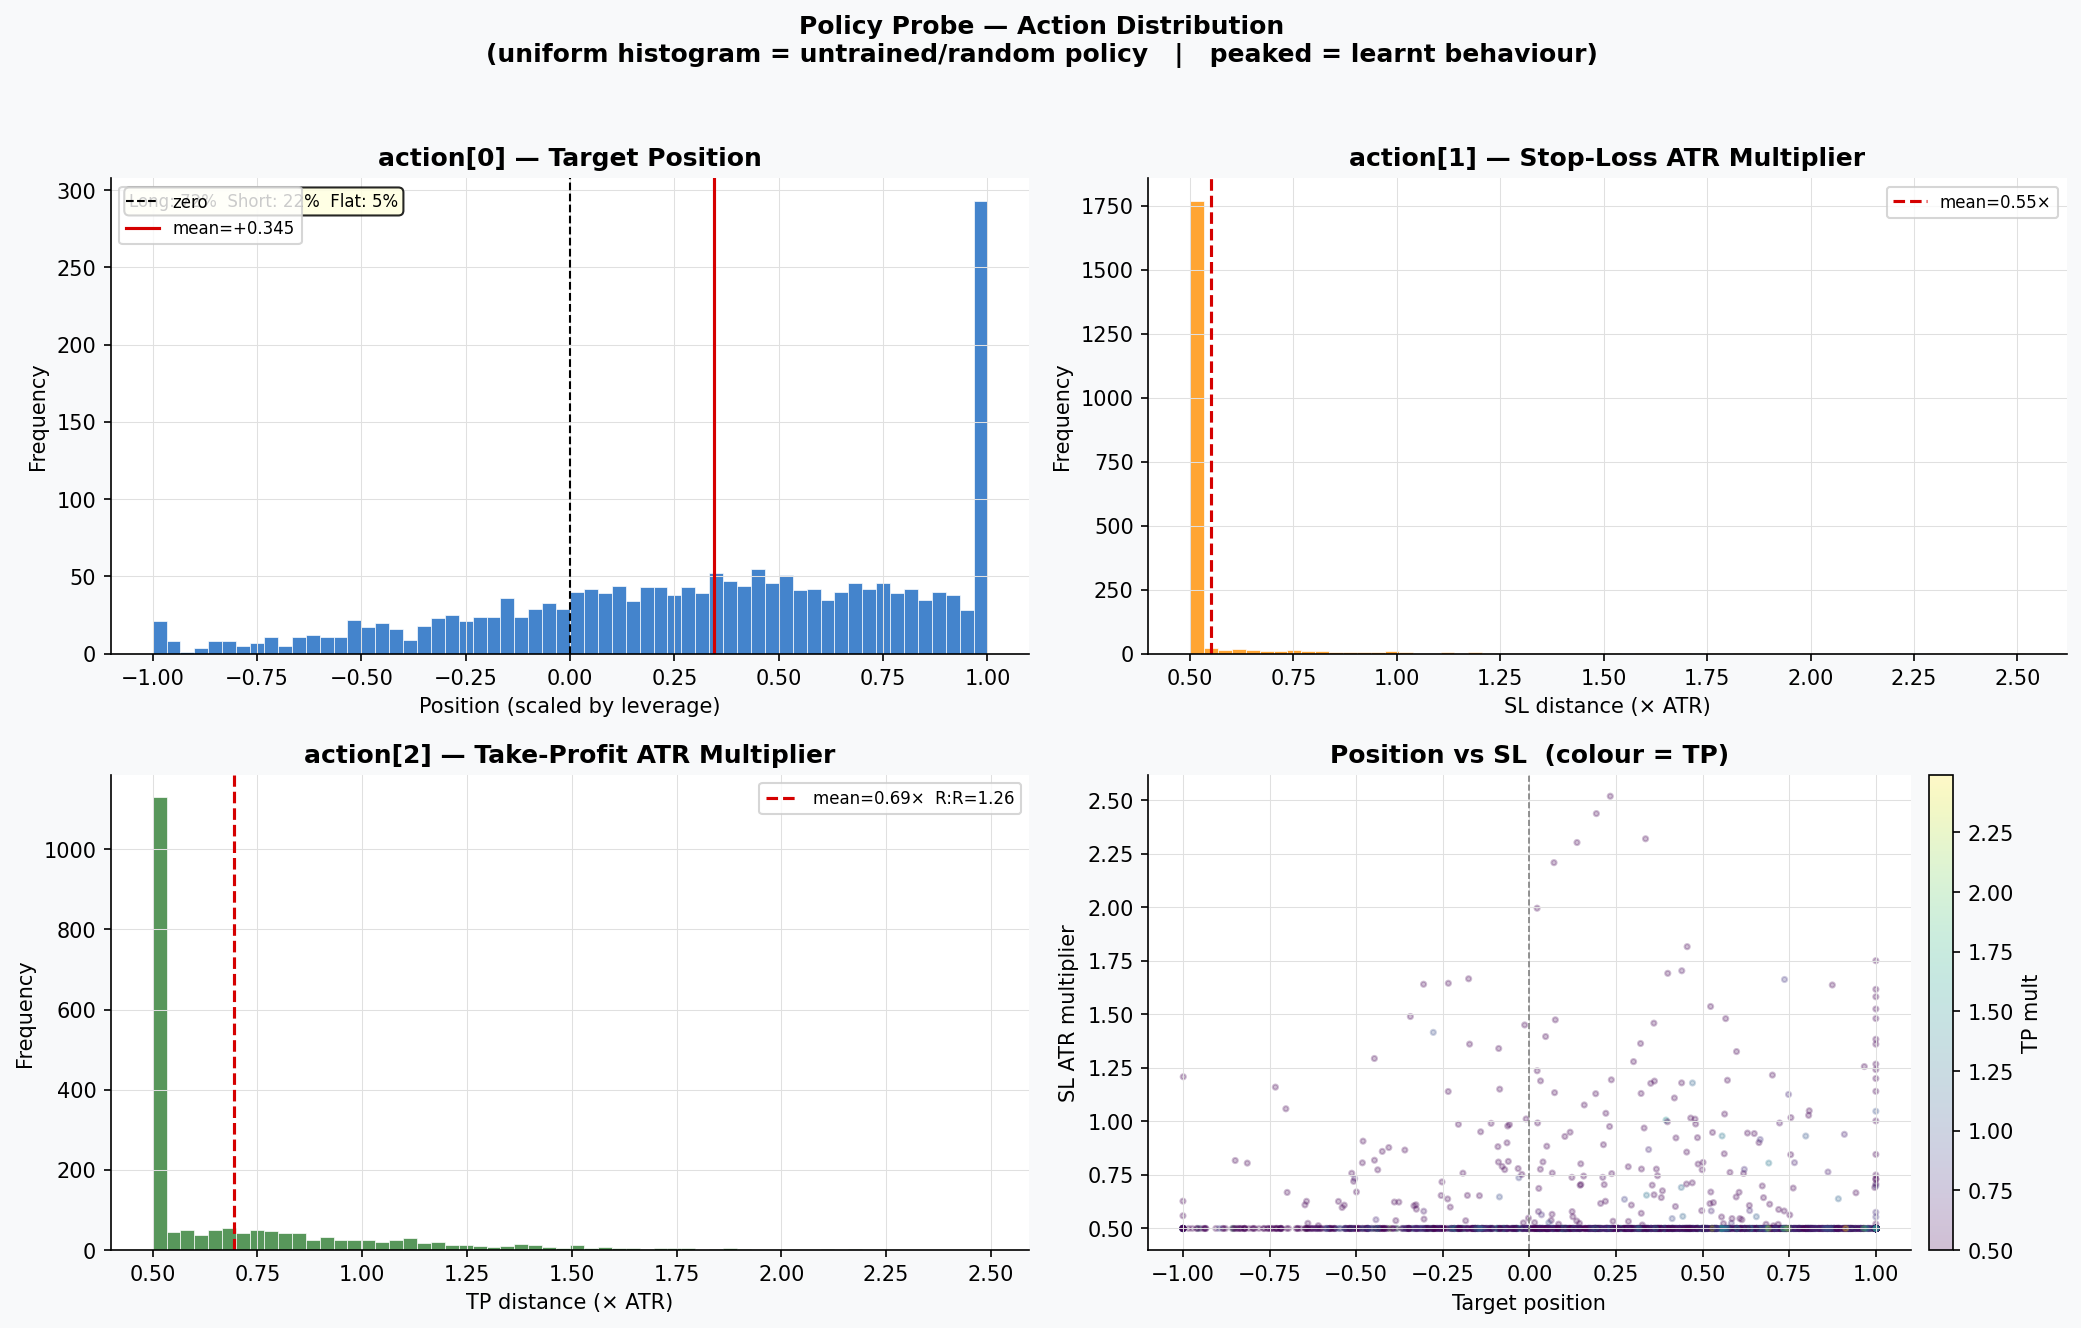 Policy Probe — Action Distribution
(uniform histogram = untrained/random policy | peaked = learnt behaviour)
action[0] — Target Position
Long: Short: 22% Flat: 5%
zero
mean=+0.345
300
250
200
150
100
50
0
Frequency
−1.00 −0.75 −0.50 −0.25 0.00 0.25 0.50 0.75 1.00
Position (scaled by leverage)
action[1] — Stop-Loss ATR Multiplier
mean=0.55×
1750
1500
1250
1000
750
500
250
0
Frequency
0.50 0.75 1.00 1.25 1.50 1.75 2.00 2.25 2.50
SL distance (× ATR)
action[2] — Take-Profit ATR Multiplier
mean=0.69× R:R=1.26
1000
800
600
400
200
0
Frequency
0.50 0.75 1.00 1.25 1.50 1.75 2.00 2.25 2.50
TP distance (× ATR)
Position vs SL (colour = TP)
2.50
2.25
2.00
1.75
1.50
1.25
1.00
0.75
0.50
SL ATR multiplier
−1.00 −0.75 −0.50 −0.25 0.00 0.25 0.50 0.75 1.00
Target position
2.25
2.00
1.75
1.50
1.25
1.00
0.75
0.50
TP mult